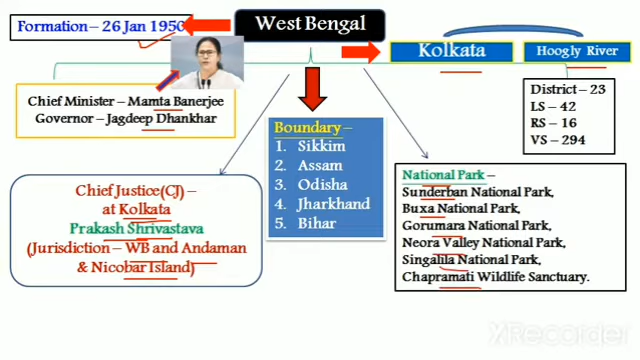 Formation – 26 Jan 1950
West Bengal
Kolkata
Hoogly River
Chief Minister – Mamta Banerjee
Governor – Jagdeep Dhankhar
District – 23
LS – 42
RS – 16
VS – 294
Boundary –
1. Sikkim
2. Assam
3. Odisha
4. Jharkhand
5. Bihar
Chief Justice(CJ) –
at Kolkata
Prakash Shrivastava
(Jurisdiction – WB and Andaman
& Nicobar Island)
National Park –
Sunderban National Park,
Buxa National Park,
Gorumara National Park,
Neora Valley National Park,
Singalila National Park,
Chapramati Wildlife Sanctuary.
XRecorder